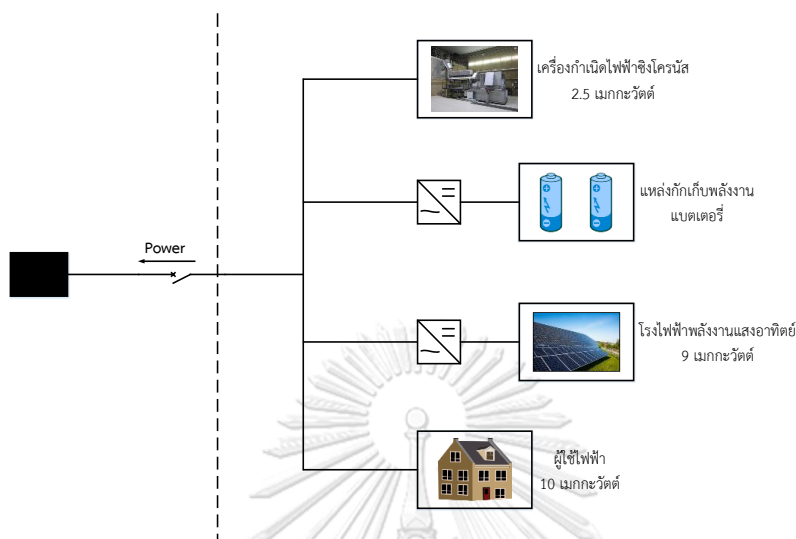 เครื่องกำเนิดไฟฟ้าซิงโครนัส
2.5 เมกกะวัตต์
แหล่งกักเก็บพลังงาน
แบตเตอรี่
Power
โรงไฟฟ้าพลังงานแสงอาทิตย์
9 เมกกะวัตต์
ผู้ใช้ไฟฟ้า
10 เมกกะวัตต์